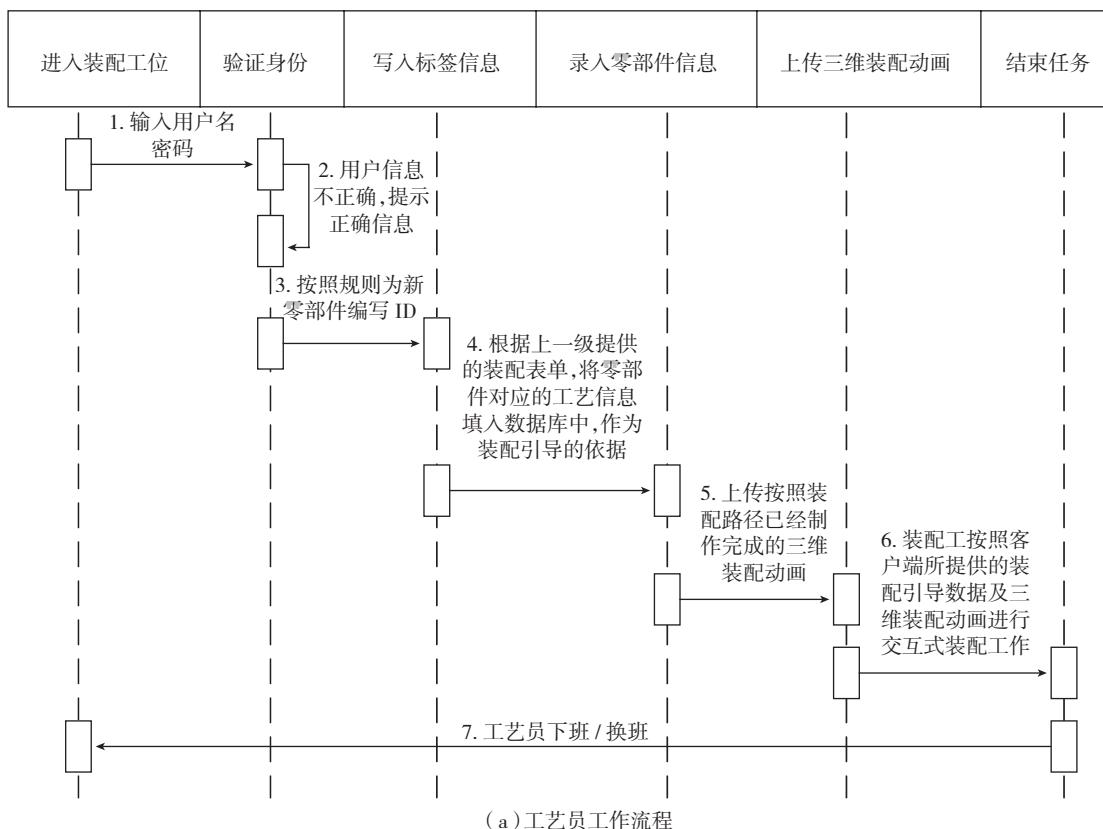 进入装配工位
验证身份
写入标签信息
录入零部件信息
上传三维装配动画
结束任务
1. 输入用户名
密码
2. 用户信息
不正确,提示
正确信息
3. 按照规则为新
零部件编写 ID
4. 根据上一级提供
的装配表单,将零部
件对应的工艺信息
填入数据库中,作为
装配引导的依据
5. 上传按照装
配路径已经制
作完成的三维
装配动画
6. 装配工按照客
户端所提供的装
配引导数据及三
维装配动画进行
交互式装配工作
7. 工艺员下班 / 换班
(a)工艺员工作流程